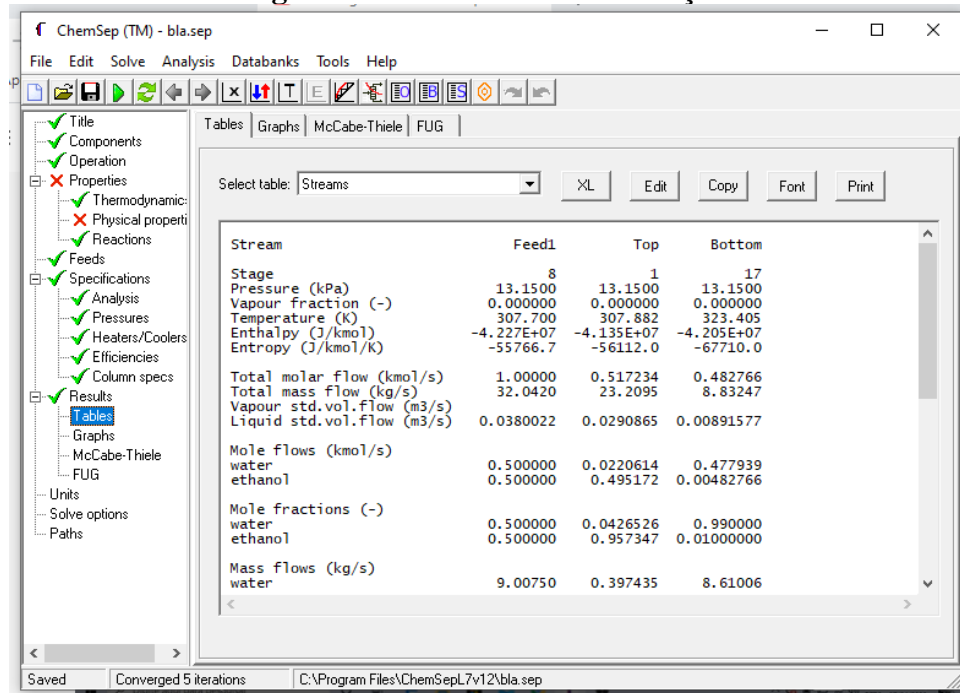 ChemSep (TM) - bla.sep
File Edit Solve Analysis Databanks Tools Help
Title
Components
Operation
Properties
Thermodynamic:
Physical properti
Reactions
Feeds
Specifications
Analysis
Pressures
Heaters/Coolers
Efficiencies
Column specs
Results
Tables
Graphs
McCabe-Thiele
FUG
Units
Solve options
Paths
Tables Graphs McCabe-Thiele FUG
Select table: Streams XL Edit Copy Font Print
Stream Feed1 Top Bottom
Stage 8 1 17
Pressure (kPa) 13.1500 13.1500 13.1500
Vapour fraction (-) 0.000000 0.000000 0.000000
Temperature (K) 307.700 307.882 323.405
Enthalpy (J/kmol) -4.227E+07 -4.135E+07 -4.205E+07
Entropy (J/kmol/K) -55766.7 -56112.0 -67710.0
Total molar flow (kmol/s) 1.00000 0.517234 0.482766
Total mass flow (kg/s) 32.0420 23.2095 8.83247
Vapour std.vol.flow (m3/s)
Liquid std.vol.flow (m3/s) 0.0380022 0.0290865 0.00891577
Mole flows (kmol/s)
water 0.500000 0.0220614 0.477939
ethanol 0.500000 0.495172 0.00482766
Mole fractions (-)
water 0.500000 0.0426526 0.990000
ethanol 0.500000 0.957347 0.01000000
Mass flows (kg/s)
water 9.00750 0.397435 8.61006
Saved Converged 5 iterations C:\Program Files\ChemSepL7v12\bla.sep